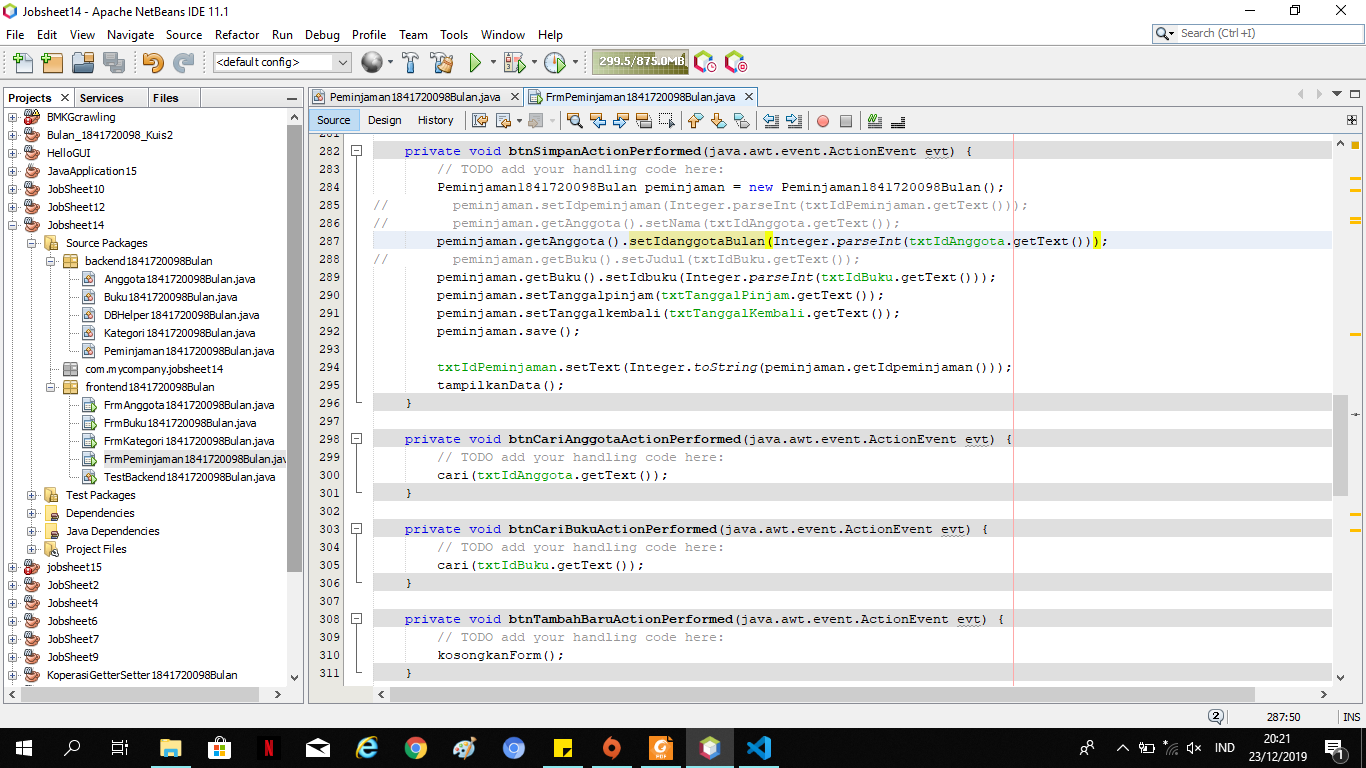 Jobsheet14 - Apache NetBeans IDE 11.1
File Edit View Navigate Source Refactor Run Debug Profile Team Tools Window Help
Search (Ctrl+I)
<default config>
299.5/875.0MB
Projects
Services
Files
BMKGcrawling
Bulan_1841720098_Kuis2
HelloGUI
JavaApplication15
JobSheet10
JobSheet12
Jobsheet14
Source Packages
backend1841720098Bulan
Anggota1841720098Bulan.java
Buku1841720098Bulan.java
DBHelper1841720098Bulan.java
Kategori1841720098Bulan.java
Peminjaman1841720098Bulan.java
com.mycompany.jobsheet14
frontend1841720098Bulan
FrmAnggota1841720098Bulan.java
FrmBuku1841720098Bulan.java
FrmKategori1841720098Bulan.java
FrmPeminjaman1841720098Bulan.jav
TestBackend1841720098Bulan.java
Test Packages
Dependencies
Java Dependencies
Project Files
jobsheet15
JobSheet2
Jobsheet4
Jobsheet6
JobSheet7
JobSheet9
KoperasiGetterSetter1841720098Bulan
Peminjaman1841720098Bulan.java
FrmPeminjaman1841720098Bulan.java
Source Design History
281
282 private void btnSimpanActionPerformed(java.awt.event.ActionEvent evt) {
283 // TODO add your handling code here:
284 Peminjaman1841720098Bulan peminjaman = new Peminjaman1841720098Bulan();
285 // peminjaman.setIdpeminjaman(Integer.parseInt(txtIdPeminjaman.getText()));
286 // peminjaman.getAnggota().setNama(txtIdAnggota.getText());
287 peminjaman.getAnggota().setIdanggotaBulan(Integer.parseInt(txtIdAnggota.getText()));
288 // peminjaman.getBuku().setJudul(txtIdBuku.getText());
289 peminjaman.getBuku().setIdbuku(Integer.parseInt(txtIdBuku.getText()));
290 peminjaman.setTanggalpinjam(txtTanggalPinjam.getText());
291 peminjaman.setTanggalkembali(txtTanggalKembali.getText());
292 peminjaman.save();
293
294 txtIdPeminjaman.setText(Integer.toString(peminjaman.getIdpeminjaman()));
295 tampilkanData();
296 }
297
298 private void btnCariAnggotaActionPerformed(java.awt.event.ActionEvent evt) {
299 // TODO add your handling code here:
300 cari(txtIdAnggota.getText());
301 }
302
303 private void btnCariBukuActionPerformed(java.awt.event.ActionEvent evt) {
304 // TODO add your handling code here:
305 cari(txtIdBuku.getText());
306 }
307
308 private void btnTambahBaruActionPerformed(java.awt.event.ActionEvent evt) {
309 // TODO add your handling code here:
310 kosongkanForm();
311 }
2
287:50
INS
IND
20:21
23/12/2019
1